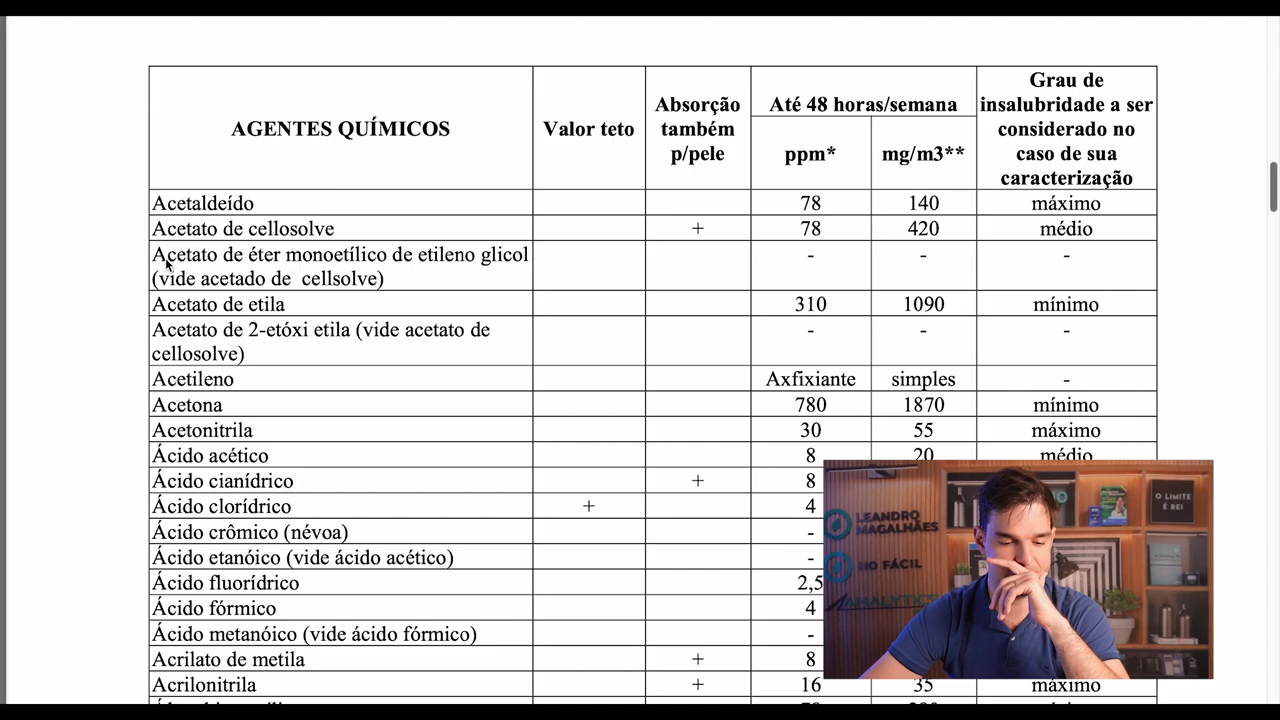 AGENTES QUÍMICOS Valor teto Absorção também p/pele Até 48 horas/semana Grau de insalubridade a ser considerado no caso de sua caracterização
ppm* mg/m3**
Acetaldeído 78 140 máximo
Acetato de cellosolve + 78 420 médio
Acetato de éter monoetílico de etileno glicol - - -
(vide acetado de cellsolve)
Acetato de etila 310 1090 mínimo
Acetato de 2-etóxi etila (vide acetato de - - -
cellosolve)
Acetileno Axfixiante simples -
Acetona 780 1870 mínimo
Acetonitrila 30 55 máximo
Ácido acético 8 20 médio
Ácido cianídrico + 8
Ácido clorídrico + 4
Ácido crômico (névoa) -
Ácido etanóico (vide ácido acético) -
Ácido fluorídrico 2,5
Ácido fórmico 4
Ácido metanóico (vide ácido fórmico) -
Acrilato de metila + 8
Acrilonitrila + 16 35 máximo
LEANDRO
MAGALHÃES
NO FÁCIL
ANALYTICS
O LIMITE
É REI